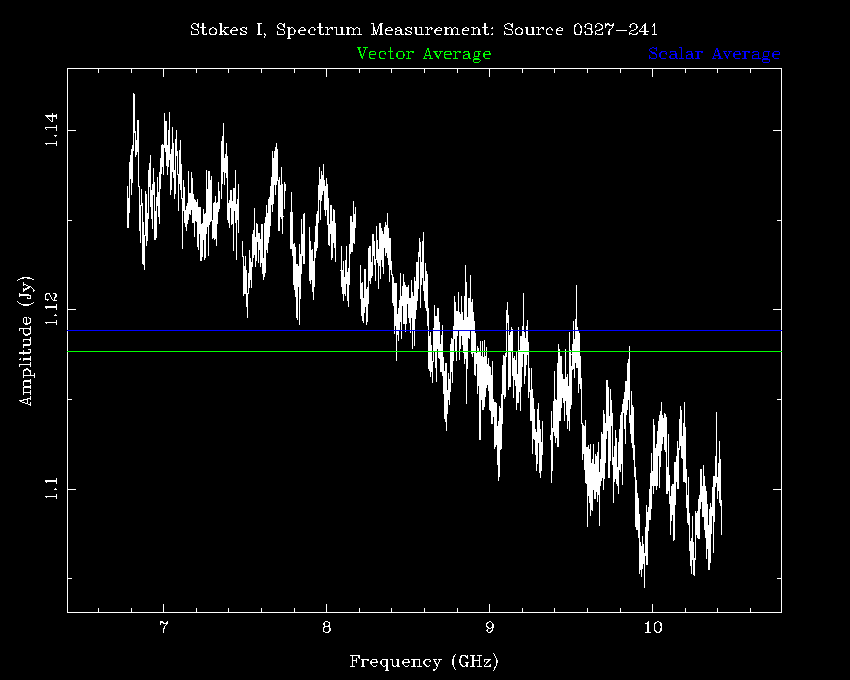 Stokes I, Spectrum Measurement: Source 0327-241
Vector Average Scalar Average
1.14
1.12
1.1
Amplitude (Jy)
7 8 9 10
Frequency (GHz)